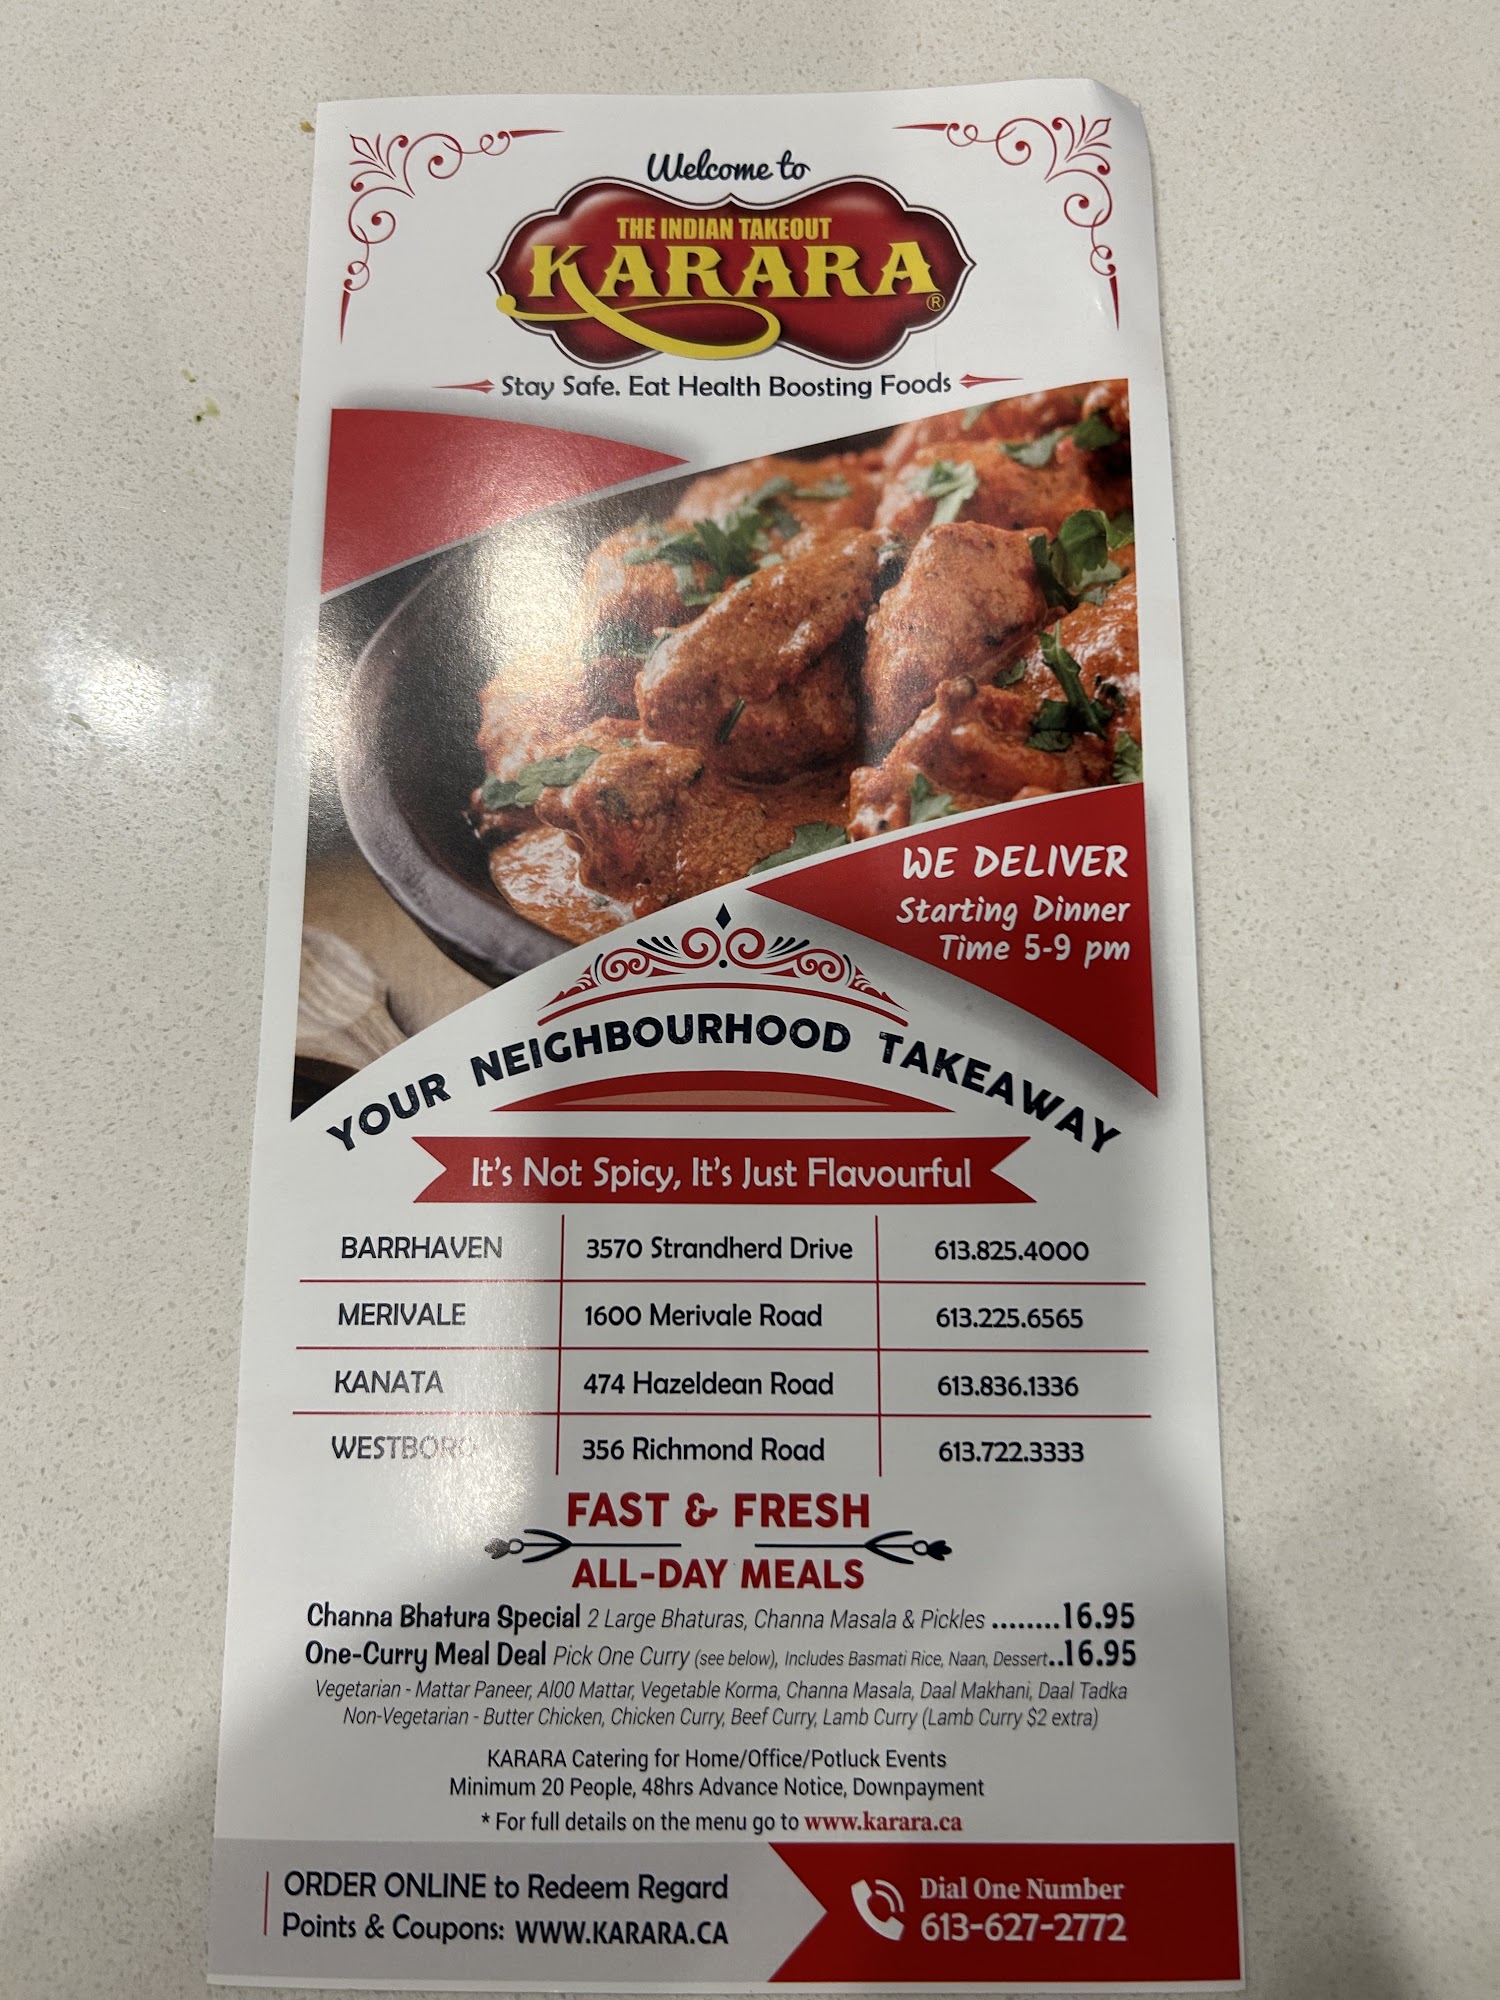 Welcome to
THE INDIAN TAKEOUT
KARARA
®
Stay Safe. Eat Health Boosting Foods
WE DELIVER
Starting Dinner
Time 5-9 pm
YOUR NEIGHBOURHOOD TAKEAWAY
It's Not Spicy, It's Just Flavourful
BARRHAVEN 3570 Strandherd Drive 613.825.4000
MERIVALE 1600 Merivale Road 613.225.6565
KANATA 474 Hazeldean Road 613.836.1336
WESTBORO 356 Richmond Road 613.722.3333
FAST & FRESH
ALL-DAY MEALS
Channa Bhatura Special 2 Large Bhaturas, Channa Masala & Pickles ........16.95
One-Curry Meal Deal Pick One Curry (see below), Includes Basmati Rice, Naan, Dessert..16.95
Vegetarian - Mattar Paneer, Al00 Mattar, Vegetable Korma, Channa Masala, Daal Makhani, Daal Tadka
Non-Vegetarian - Butter Chicken, Chicken Curry, Beef Curry, Lamb Curry (Lamb Curry $2 extra)
KARARA Catering for Home/Office/Potluck Events
Minimum 20 People, 48hrs Advance Notice, Downpayment
* For full details on the menu go to www.karara.ca
ORDER ONLINE to Redeem Regard
Points & Coupons: WWW.KARARA.CA
Dial One Number
613-627-2772